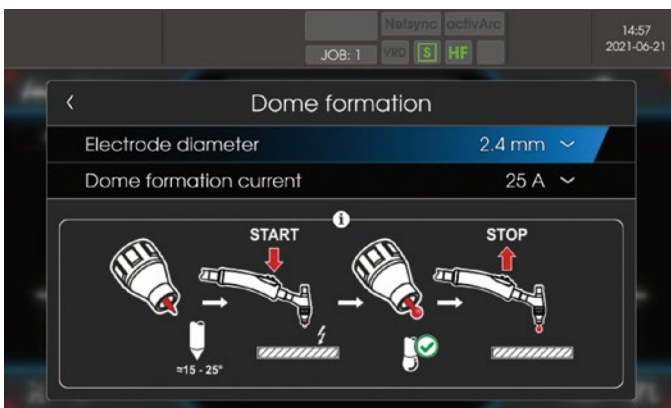 Netsync activArc
JOB: 1 VRD S HF
14:57
2021-06-21
Dome formation
Electrode diameter 2.4 mm
Dome formation current 25 A
i
START
STOP
≈15 - 25°